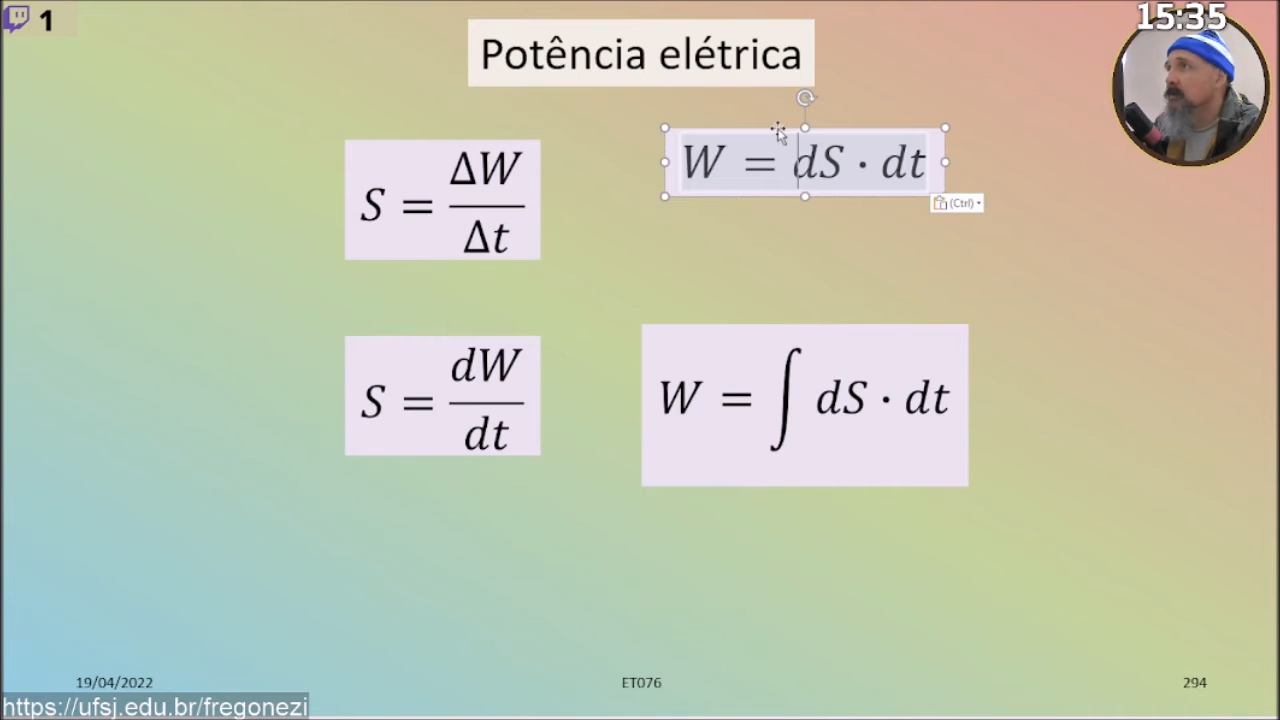 1
15:35
Potência elétrica
S = ΔW/Δt
W = dS · dt
(Ctrl)
S = dW/dt
W = ∫ dS · dt
19/04/2022
ET076
294
https://ufsj.edu.br/fregonezi